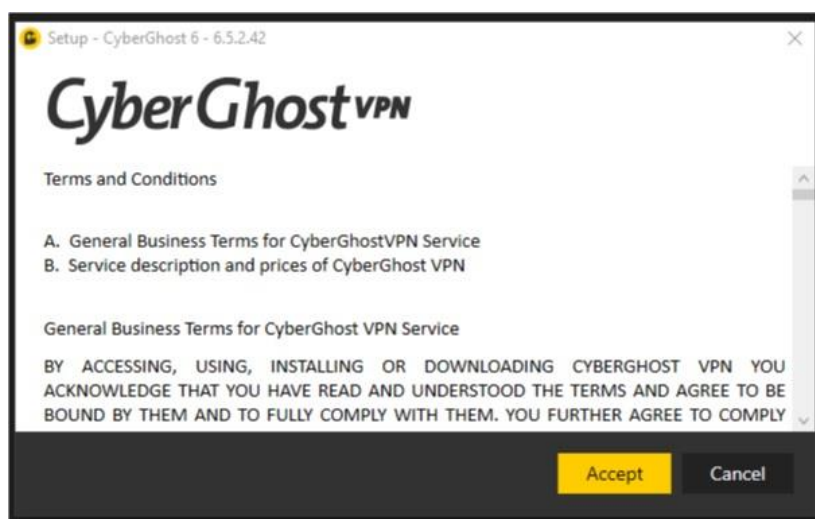 Setup - CyberGhost 6 - 6.5.2.42
CyberGhost VPN
Terms and Conditions
A. General Business Terms for CyberGhostVPN Service
B. Service description and prices of CyberGhost VPN
General Business Terms for CyberGhost VPN Service
BY ACCESSING, USING, INSTALLING OR DOWNLOADING CYBERGHOST VPN YOU
ACKNOWLEDGE THAT YOU HAVE READ AND UNDERSTOOD THE TERMS AND AGREE TO BE
BOUND BY THEM AND TO FULLY COMPLY WITH THEM. YOU FURTHER AGREE TO COMPLY
Accept Cancel